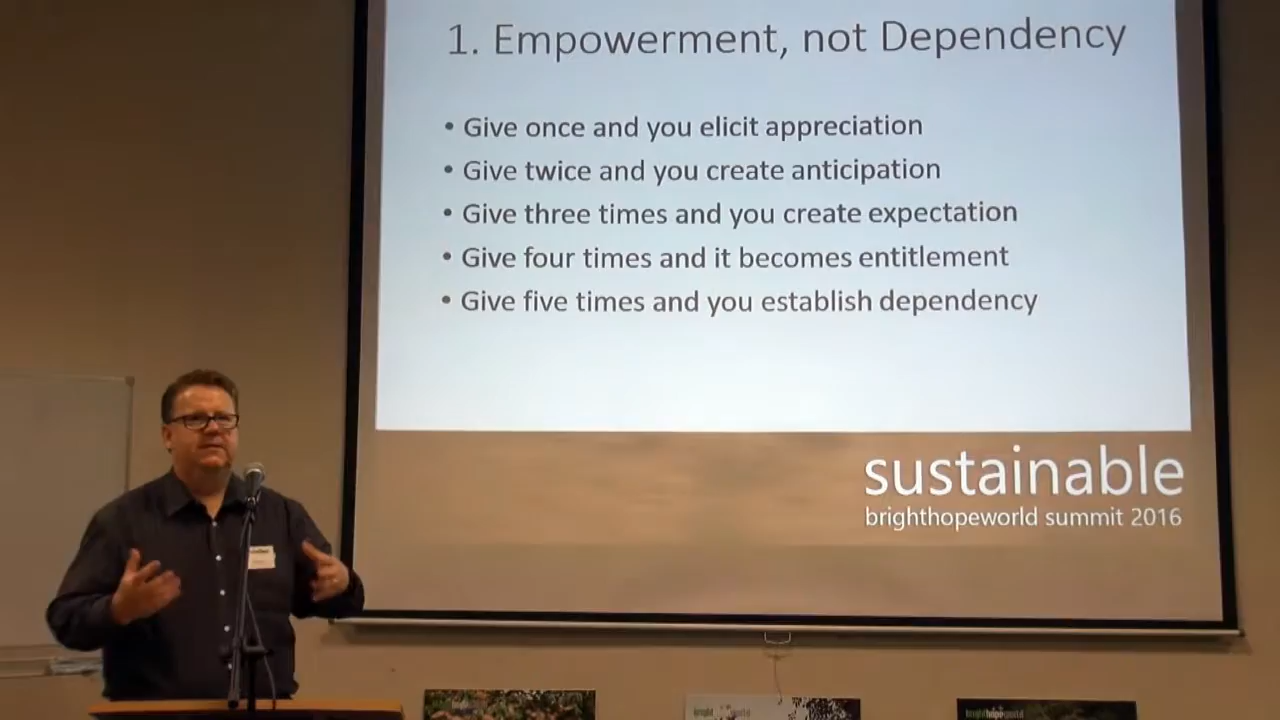 1. Empowerment, not Dependency
• Give once and you elicit appreciation
• Give twice and you create anticipation
• Give three times and you create expectation
• Give four times and it becomes entitlement
• Give five times and you establish dependency
sustainable
brighthopeworld summit 2016
brighthopeworld